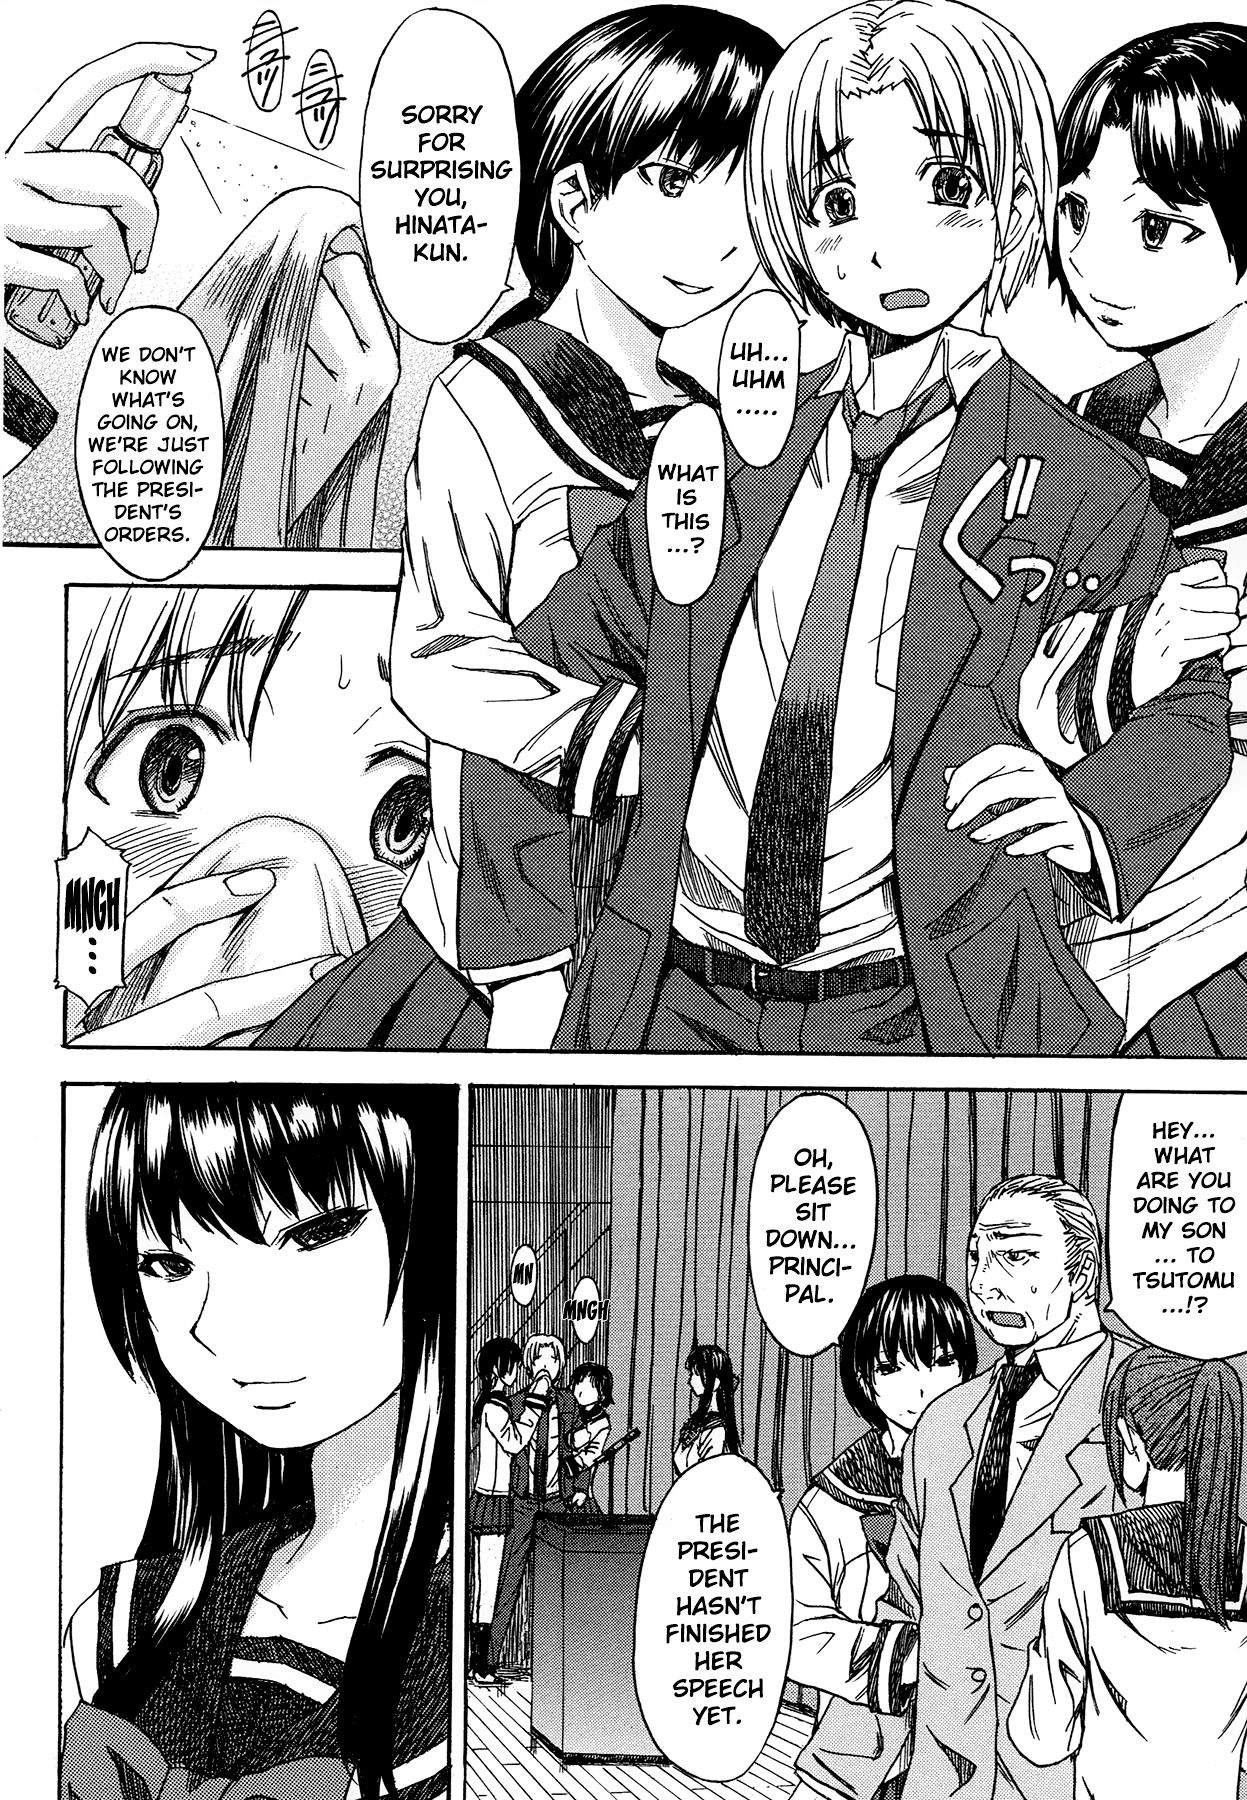 SORRY
FOR
SURPRISING
YOU,
HINATA-
KUN.
UH...
UHM
.....
WHAT
IS
THIS
...?
WE DON'T
KNOW
WHAT'S
GOING ON,
WE'RE JUST
FOLLOWING
THE PRESI-
DENT'S
ORDERS.
MNGH
...
HEY...
WHAT
ARE YOU
DOING TO
MY SON
... TO
TSUTOMU
...!?
OH,
PLEASE
SIT
DOWN...
PRINCI-
PAL.
MN
MNGH
THE
PRESI-
DENT
HASN'T
FINISHED
HER
SPEECH
YET.